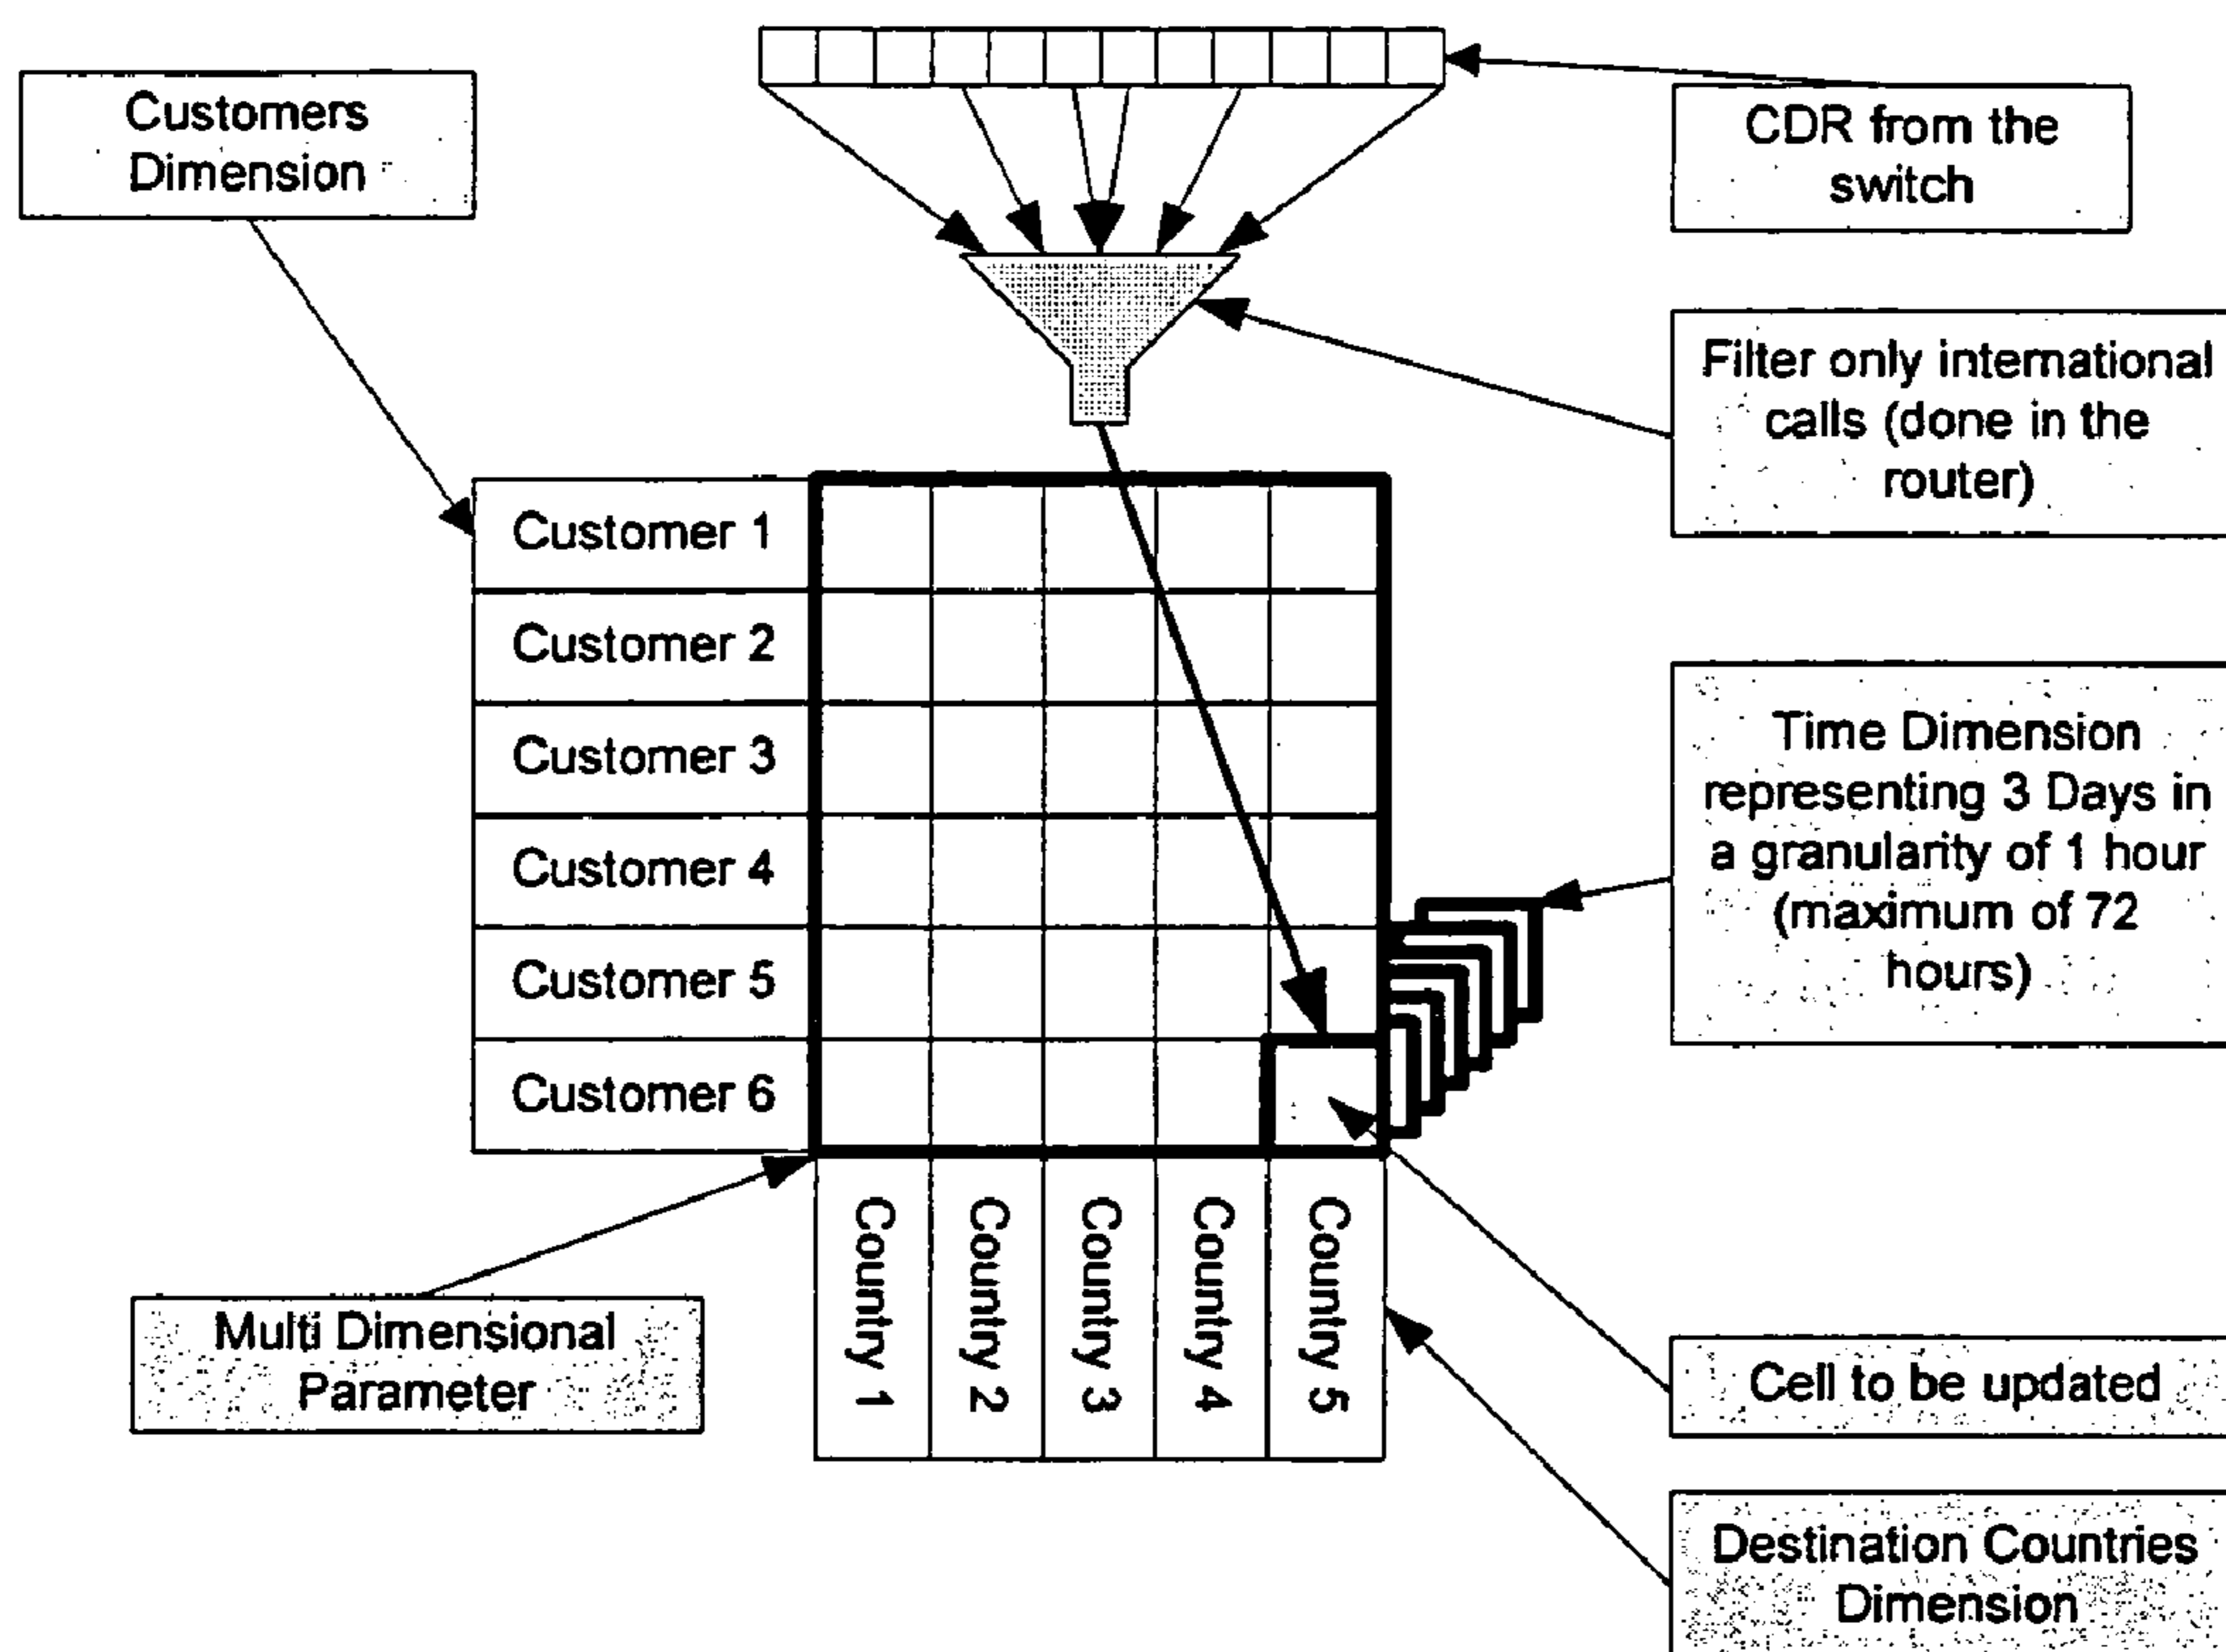 Customers
Dimension
CDR from the
switch
Filter only international
calls (done in the
router)
Customer 1
Customer 2
Customer 3
Customer 4
Customer 5
Customer 6
Time Dimension
representing 3 Days in
a granularity of 1 hour
(maximum of 72
hours)
Country 1
Country 2
Country 3
Country 4
Country 5
Multi Dimensional
Parameter
Cell to be updated
Destination Countries
Dimension